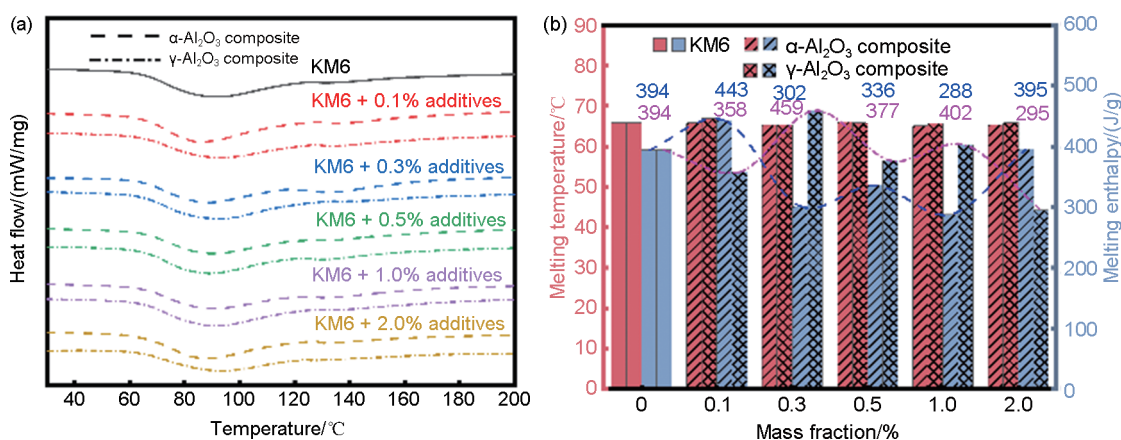 (a)
α-Al2O3 composite
γ-Al2O3 composite
KM6
KM6 + 0.1% additives
KM6 + 0.3% additives
KM6 + 0.5% additives
KM6 + 1.0% additives
KM6 + 2.0% additives
Heat flow/(mW/mg)
40 60 80 100 120 140 160 180 200
Temperature/℃
(b)
KM6
α-Al2O3 composite
γ-Al2O3 composite
394 443 302 336 288 395
394 358 459 377 402 295
90
80
70
60
50
40
30
20
10
0
Melting temperature/℃
600
500
400
300
200
100
0
Melting enthalpy/(J/g)
0 0.1 0.3 0.5 1.0 2.0
Mass fraction/%